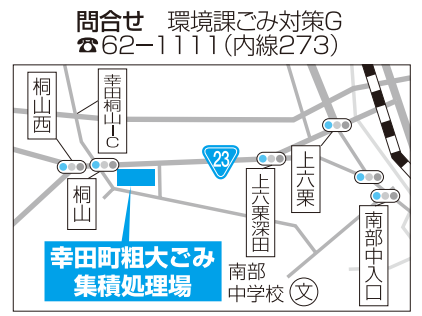 問合せ 環境課ごみ対策G
☎62−1111(内線273)
桐山西
幸田桐山IC
桐山
23
上六栗深田
上六栗
南部中入口
幸田町粗大ごみ
集積処理場
南部
中学校 文